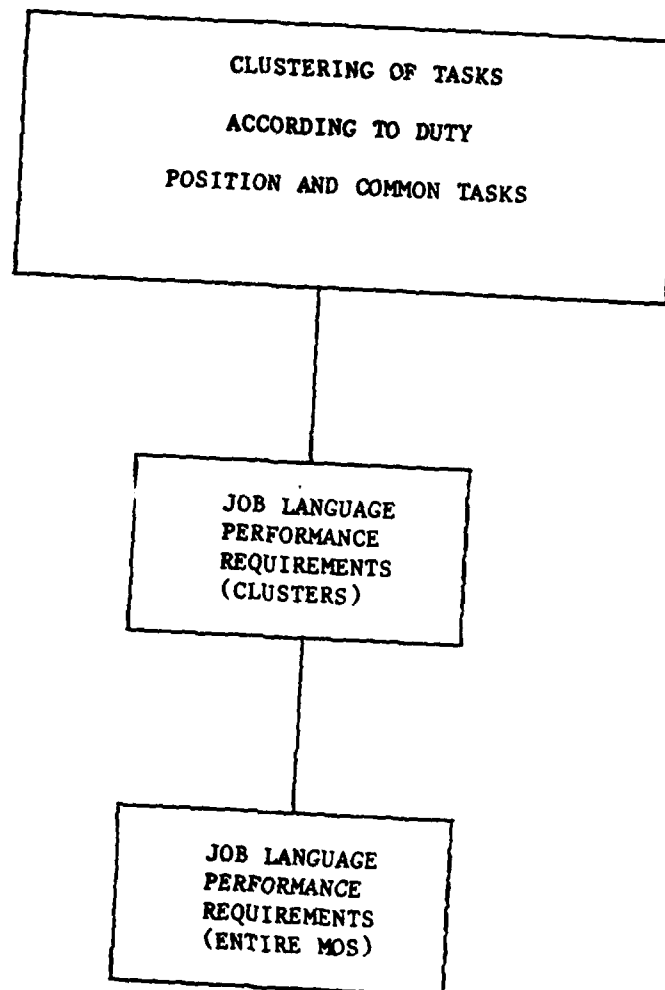 CLUSTERING OF TASKS
ACCORDING TO DUTY
POSITION AND COMMON TASKS
JOB LANGUAGE
PERFORMANCE
REQUIREMENTS
(CLUSTERS)
JOB LANGUAGE
PERFORMANCE
REQUIREMENTS
(ENTIRE MOS)